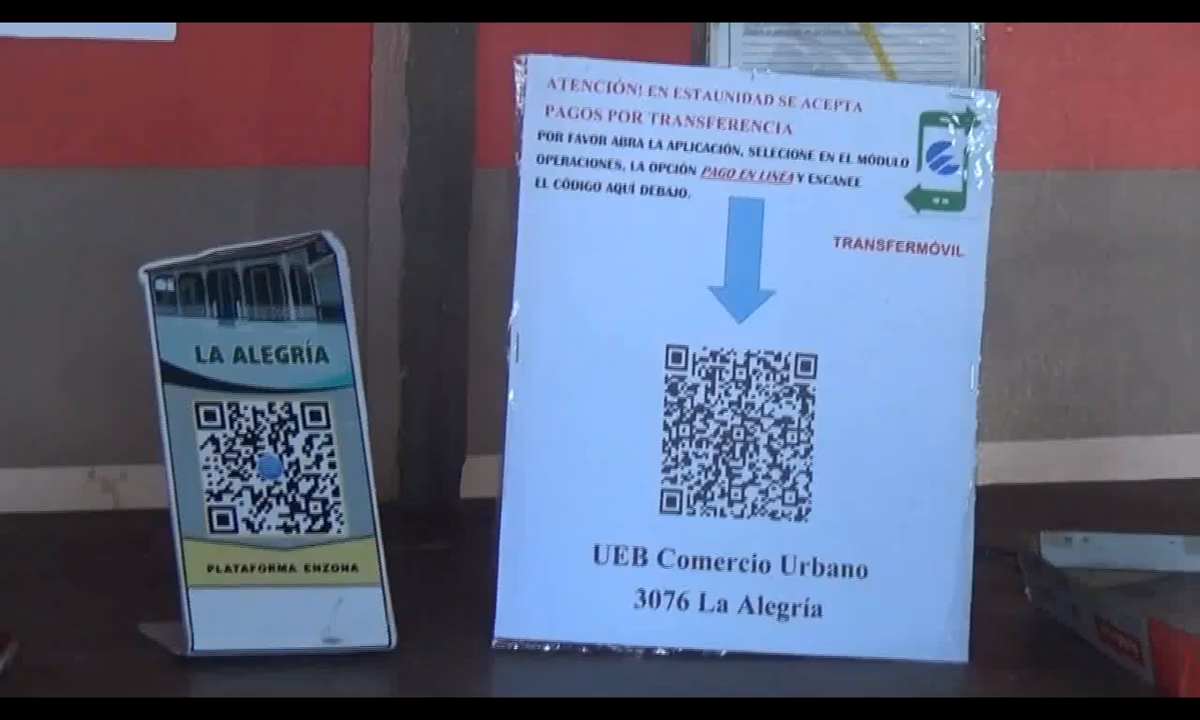 LA ALEGRÍA
PLATAFORMA ENZONA
ATENCIÓN! EN ESTAUNIDAD SE ACEPTA
PAGOS POR TRANSFERENCIA
POR FAVOR ABRA LA APLICACIÓN, SELECIONE EN EL MÓDULO
OPERACIONES, LA OPCIÓN PAGO EN LINEA Y ESCANEE
EL CÓDIGO AQUÍ DEBAJO.
TRANSFERMÓVIL
UEB Comercio Urbano
3076 La Alegría